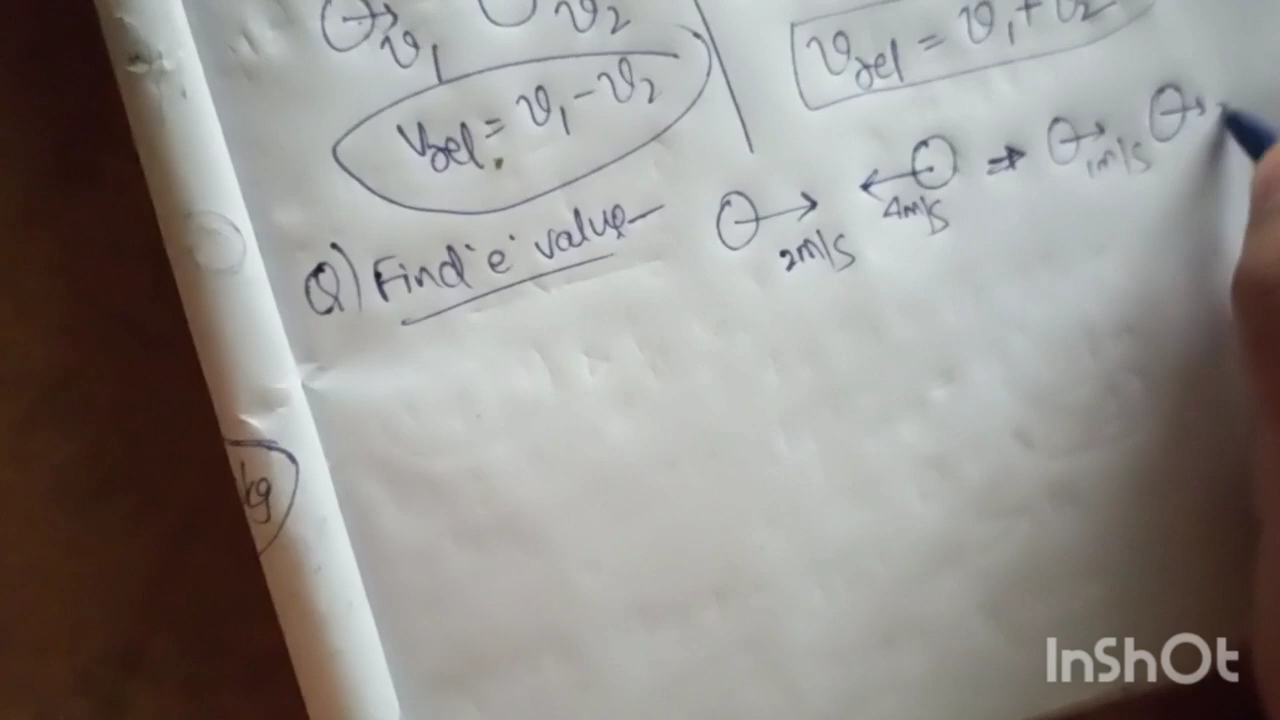 v1 v2
vrel = v1 - v2
vrel = v1 + v2
Q) Find 'e' value - 2m/s 4m/s ⇒ 1m/s
kg
InShOt